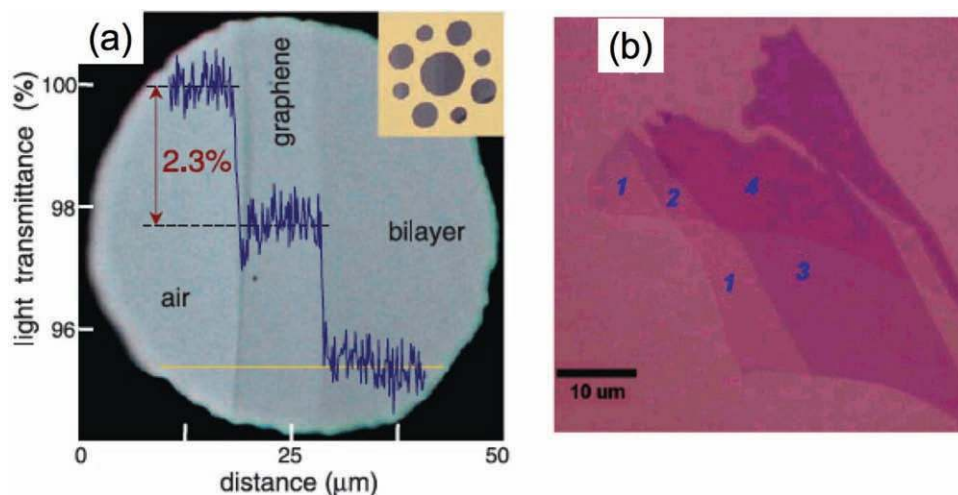 (a)
light transmittance (%)
100
98
96
2.3%
graphene
air
bilayer
0
25
50
distance (μm)
(b)
1
2
4
1
3
10 um